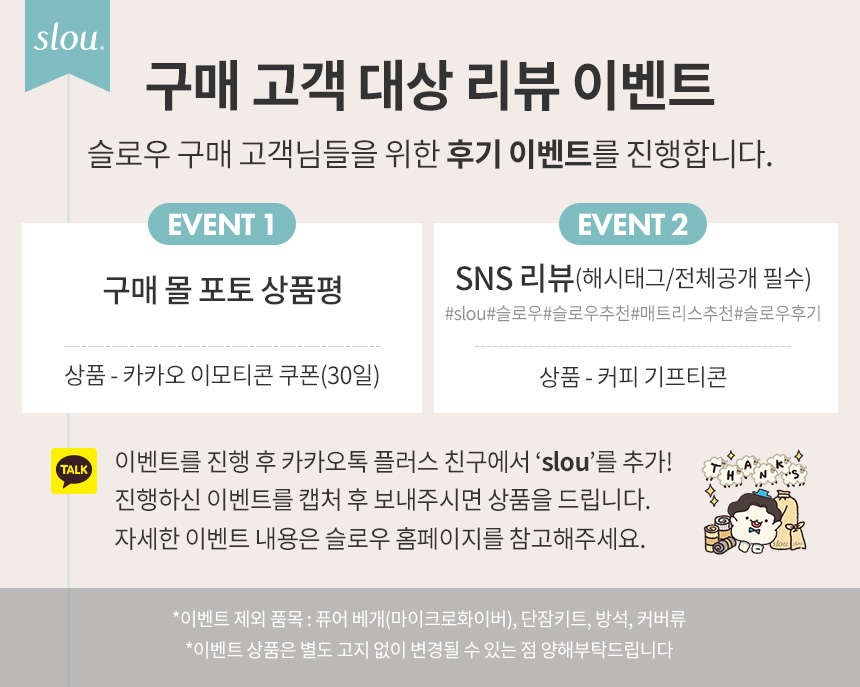 slou.
구매 고객 대상 리뷰 이벤트
슬로우 구매 고객님들을 위한 후기 이벤트를 진행합니다.
EVENT 1
구매 몰 포토 상품평
상품 - 카카오 이모티콘 쿠폰(30일)
EVENT 2
SNS 리뷰(해시태그/전체공개 필수)
#slou#슬로우#슬로우추천#매트리스추천#슬로우후기
상품 - 커피 기프티콘
TALK
이벤트를 진행 후 카카오톡 플러스 친구에서 ‘slou’를 추가!
진행하신 이벤트를 캡처 후 보내주시면 상품을 드립니다.
자세한 이벤트 내용은 슬로우 홈페이지를 참고해주세요.
THANKS
slou
*이벤트 제외 품목 : 퓨어 베개(마이크로화이버), 단잠키트, 방석, 커버류
*이벤트 상품은 별도 고지 없이 변경될 수 있는 점 양해부탁드립니다